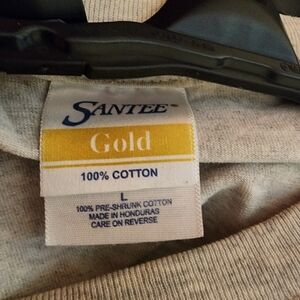 SANTEE™
Gold
100% COTTON
L
100% PRE-SHRUNK COTTON
MADE IN HONDURAS
CARE ON REVERSE